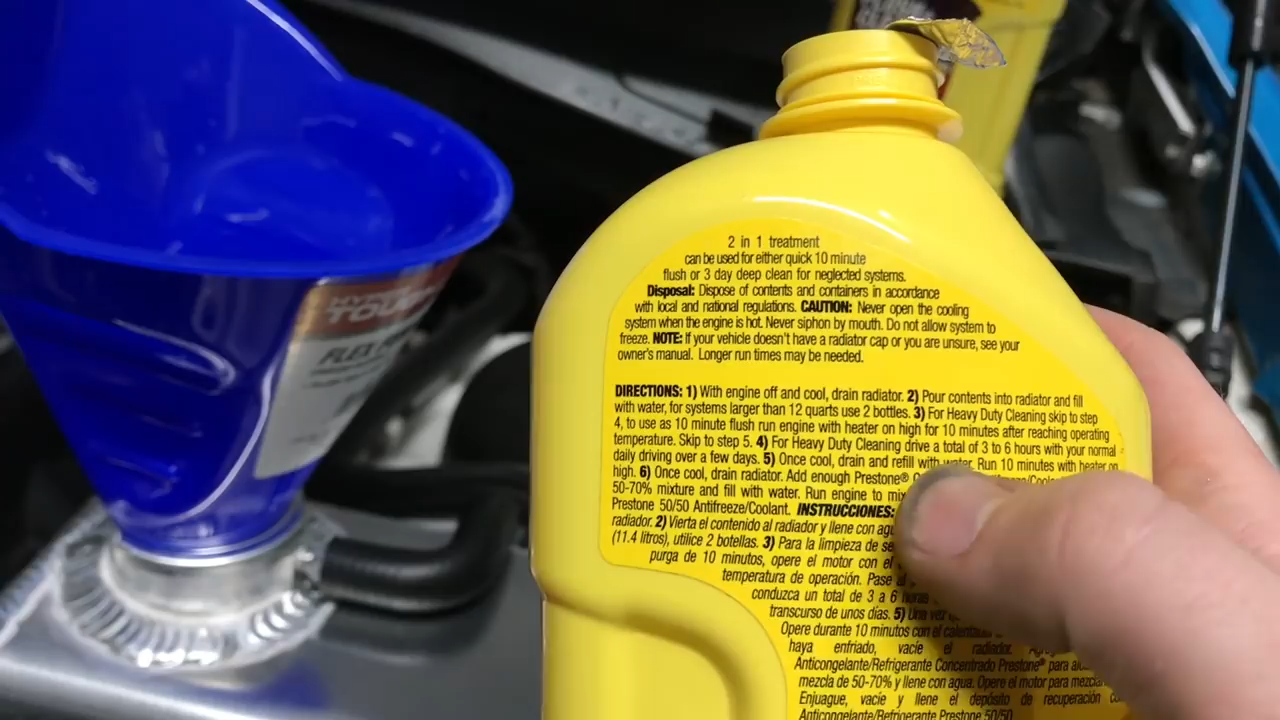 TOUGH
FLEX
2 in 1 treatment
can be used for either quick 10 minute
flush or 3 day deep clean for neglected systems.
Disposal: Dispose of contents and containers in accordance
with local and national regulations. CAUTION: Never open the cooling
system when the engine is hot. Never siphon by mouth. Do not allow system to
freeze. NOTE: If your vehicle doesn't have a radiator cap or you are unsure, see your
owner's manual. Longer run times may be needed.
DIRECTIONS: 1) With engine off and cool, drain radiator. 2) Pour contents into radiator and fill
with water, for systems larger than 12 quarts use 2 bottles. 3) For Heavy Duty Cleaning skip to step
4, to use as 10 minute flush run engine with heater on high for 10 minutes after reaching operating
temperature. Skip to step 5. 4) For Heavy Duty Cleaning drive a total of 3 to 6 hours with your normal
daily driving over a few days. 5) Once cool, drain and refill with water. Run 10 minutes with heater on
high. 6) Once cool, drain radiator. Add enough Prestone®
50-70% mixture and fill with water. Run engine to mix
Prestone 50/50 Antifreeze/Coolant. INSTRUCCIONES:
radiador. 2) Vierta el contenido al radiador y llene con
(11.4 litros), utilice 2 botellas. 3) Para la limpieza de
purga de 10 minutos, opere el motor con el
temperatura de operación. Pase
conduzca un total de 3 a 6 horas
transcurso de unos días. 5) Una
Opere durante 10 minutos con el
haya enfriado, vacíe el radiador.
Anticongelante/Refrigerante Concentrado Prestone® para
mezcla de 50-70% y llene con agua. Opere el motor para
Enjuague, vacíe y llene el depósito de recuperación
Anticongelante/Refrigerante Prestone 50/50